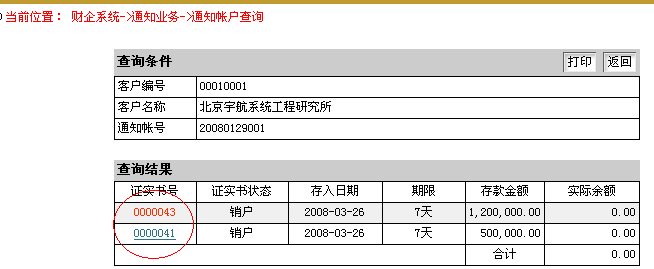 当前位置： 财企系统->通知业务->通知帐户查询
查询条件 打印 返回
客户编号 00010001
客户名称 北京宇航系统工程研究所
通知帐号 20080129001
查询结果
证实书号 证实书状态 存入日期 期限 存款金额 实际余额
0000043 销户 2008-03-26 7天 1,200,000.00 0.00
0000041 销户 2008-03-26 7天 500,000.00 0.00
合计 0.00